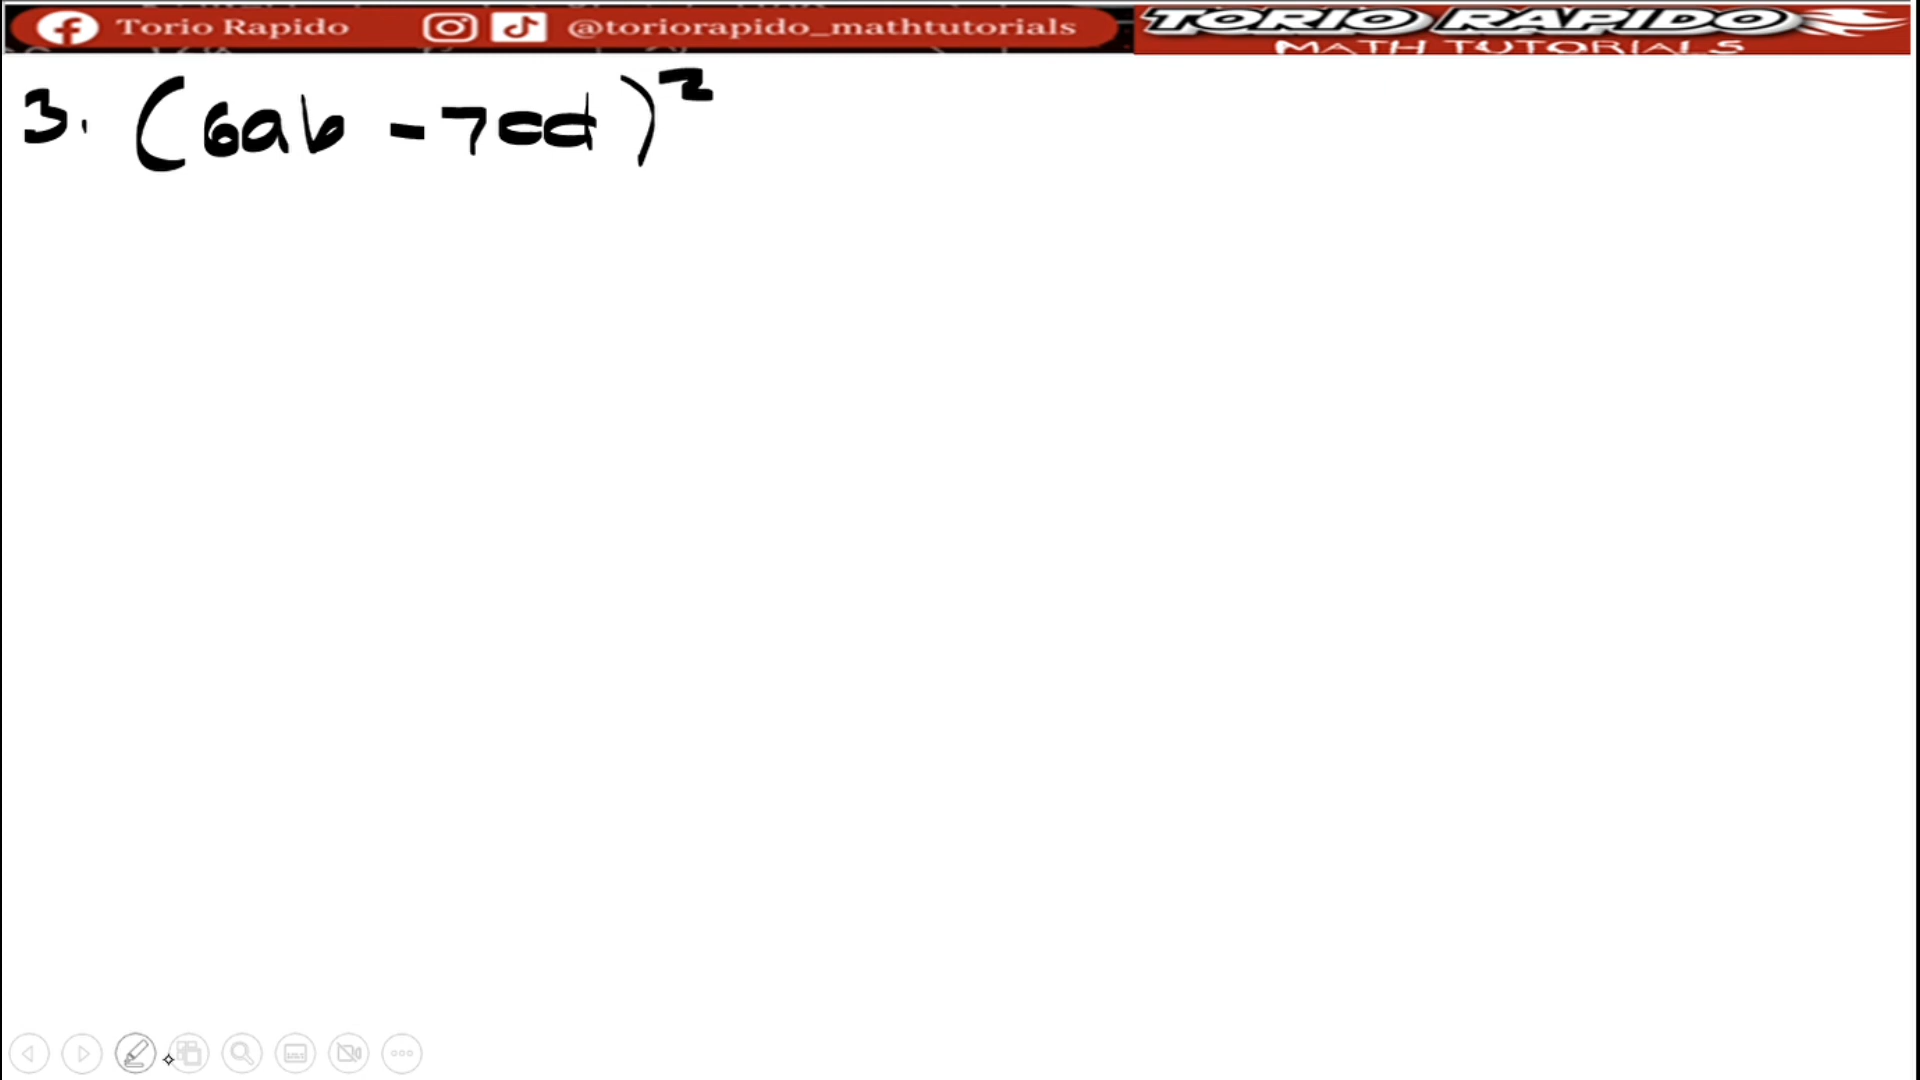 Torio Rapido @toriorapido_mathtutorials TORIO RAPIDO
MATH TUTORIALS
3. (6ab - 7cd)²